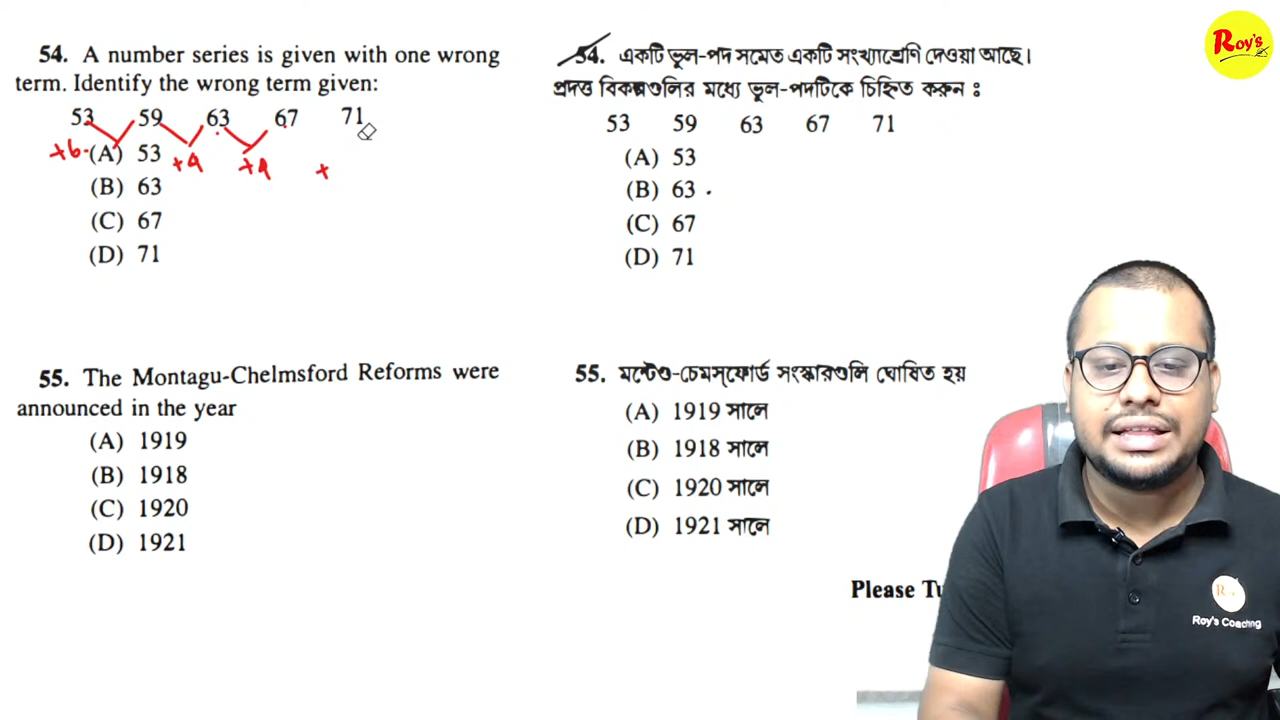 54. A number series is given with one wrong
term. Identify the wrong term given:
53 59 63 67 71
+6 (A) 53 +4 +4 +
(B) 63
(C) 67
(D) 71
55. The Montagu-Chelmsford Reforms were
announced in the year
(A) 1919
(B) 1918
(C) 1920
(D) 1921
54. একটি ভুল-পদ সমেত একটি সংখ্যাশ্রেণি দেওয়া আছে।
প্রদত্ত বিকল্পগুলির মধ্যে ভুল-পদটিকে চিহ্নিত করুন :
53 59 63 67 71
(A) 53
(B) 63
(C) 67
(D) 71
55. মন্টেগু-চেমস্‌ফোর্ড সংস্কারগুলি ঘোষিত হয়
(A) 1919 সালে
(B) 1918 সালে
(C) 1920 সালে
(D) 1921 সালে
Please
Roy's
Roy's Coaching